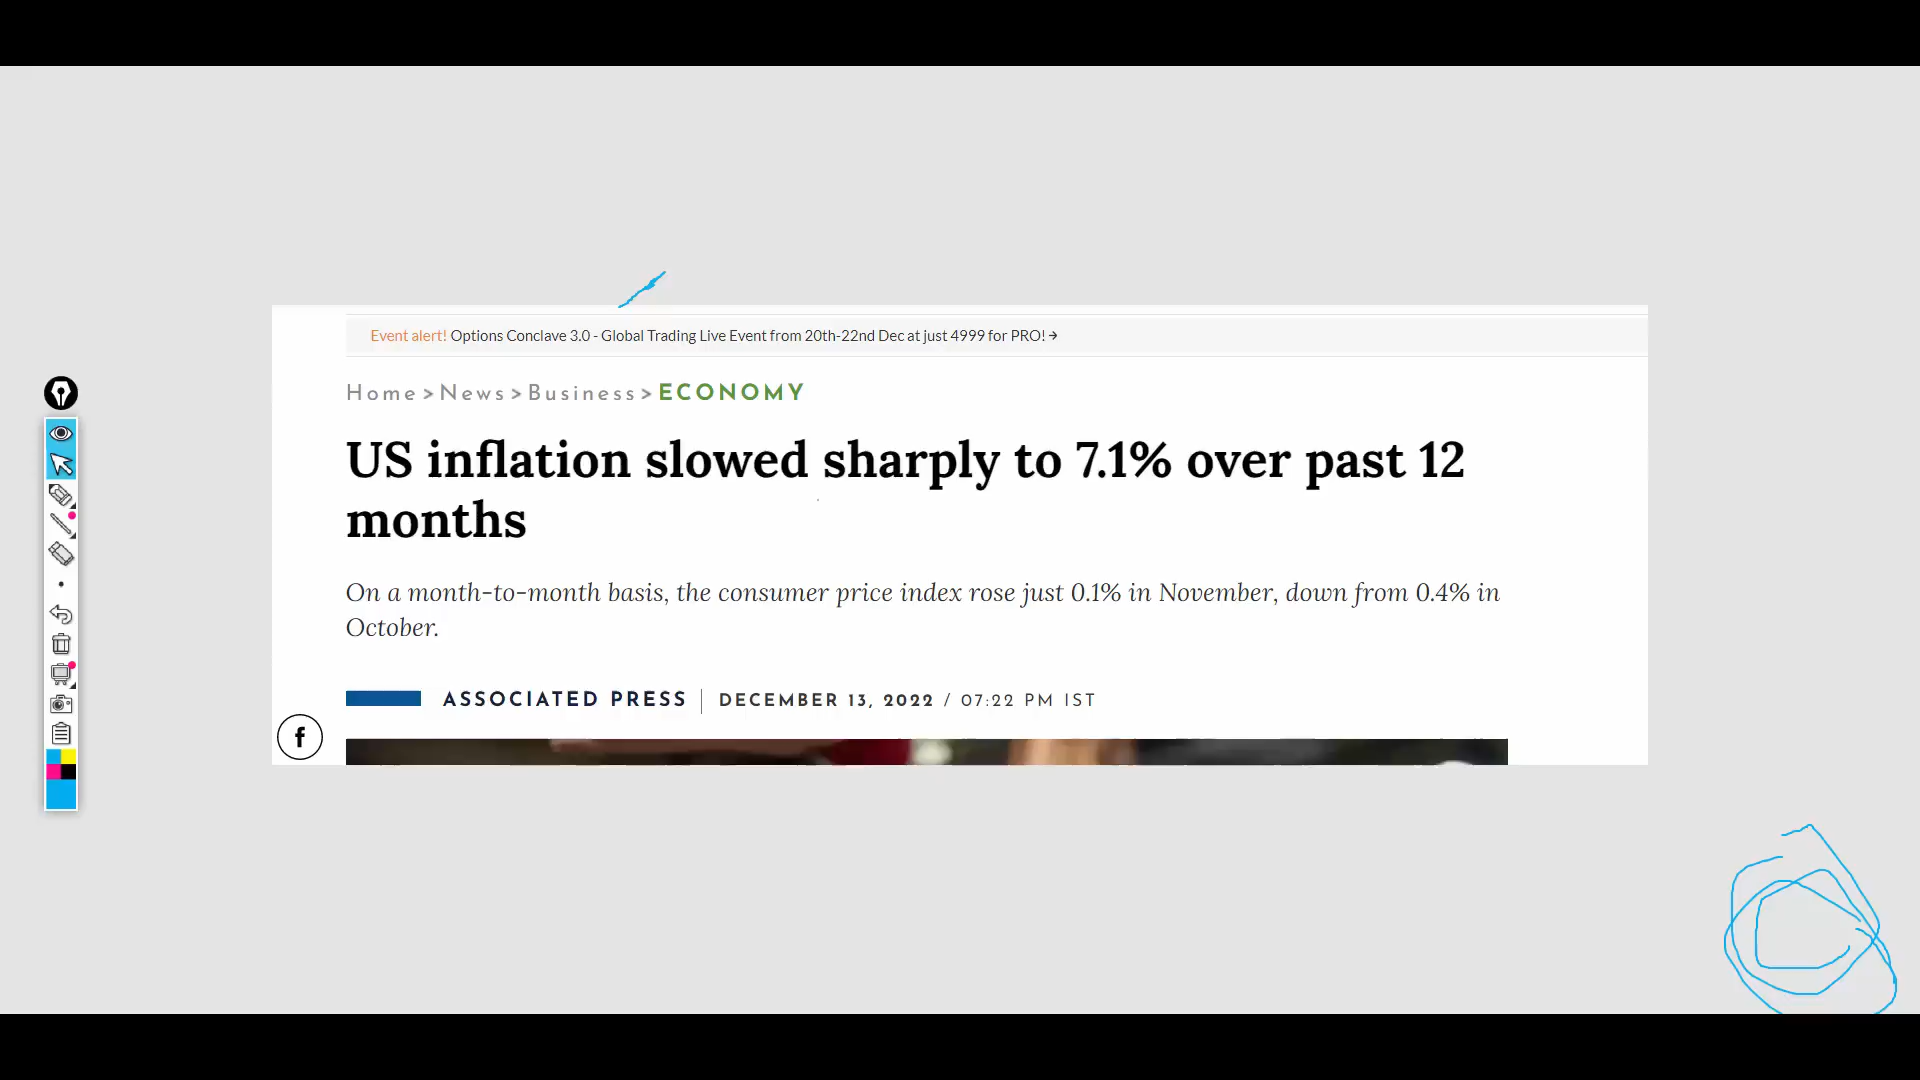 Event alert! Options Conclave 3.0 - Global Trading Live Event from 20th-22nd Dec at just 4999 for PRO! →
Home > News > Business > ECONOMY
US inflation slowed sharply to 7.1% over past 12
months
On a month-to-month basis, the consumer price index rose just 0.1% in November, down from 0.4% in
October.
ASSOCIATED PRESS | DECEMBER 13, 2022 / 07:22 PM IST
f